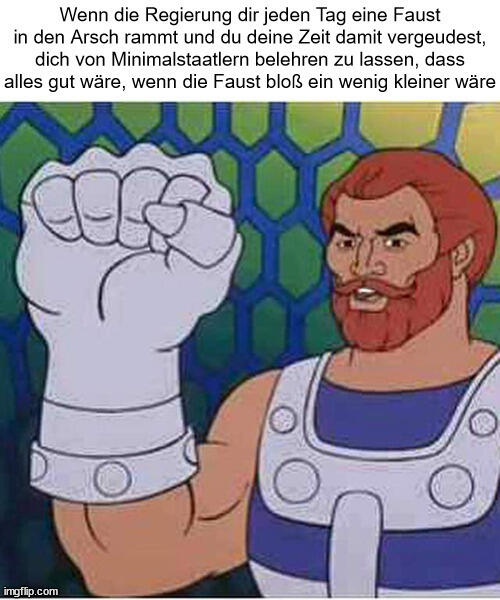 Wenn die Regierung dir jeden Tag eine Faust
in den Arsch rammt und du deine Zeit damit vergeudest,
dich von Minimalstaatlern belehren zu lassen, dass
alles gut wäre, wenn die Faust bloß ein wenig kleiner wäre
imgflip.com